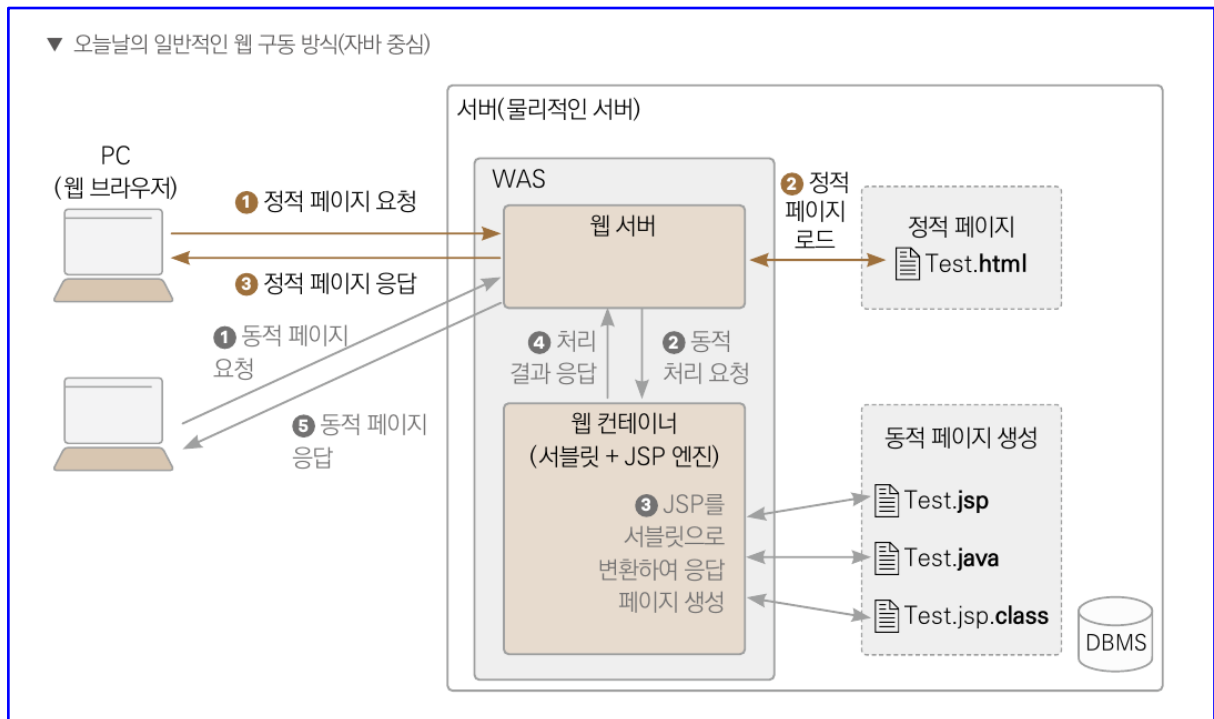 ▼ 오늘날의 일반적인 웹 구동 방식(자바 중심)
서버(물리적인 서버)
PC
(웹 브라우저)
WAS
❶ 정적 페이지 요청
웹 서버
❷ 정적
페이지
로드
정적 페이지
Test.html
❸ 정적 페이지 응답
❶ 동적 페이지
요청
❹ 처리
결과 응답
❷ 동적
처리 요청
❺ 동적 페이지
응답
웹 컨테이너
(서블릿 + JSP 엔진)
❸ JSP를
서블릿으로
변환하여 응답
페이지 생성
동적 페이지 생성
Test.jsp
Test.java
Test.jsp.class
DBMS